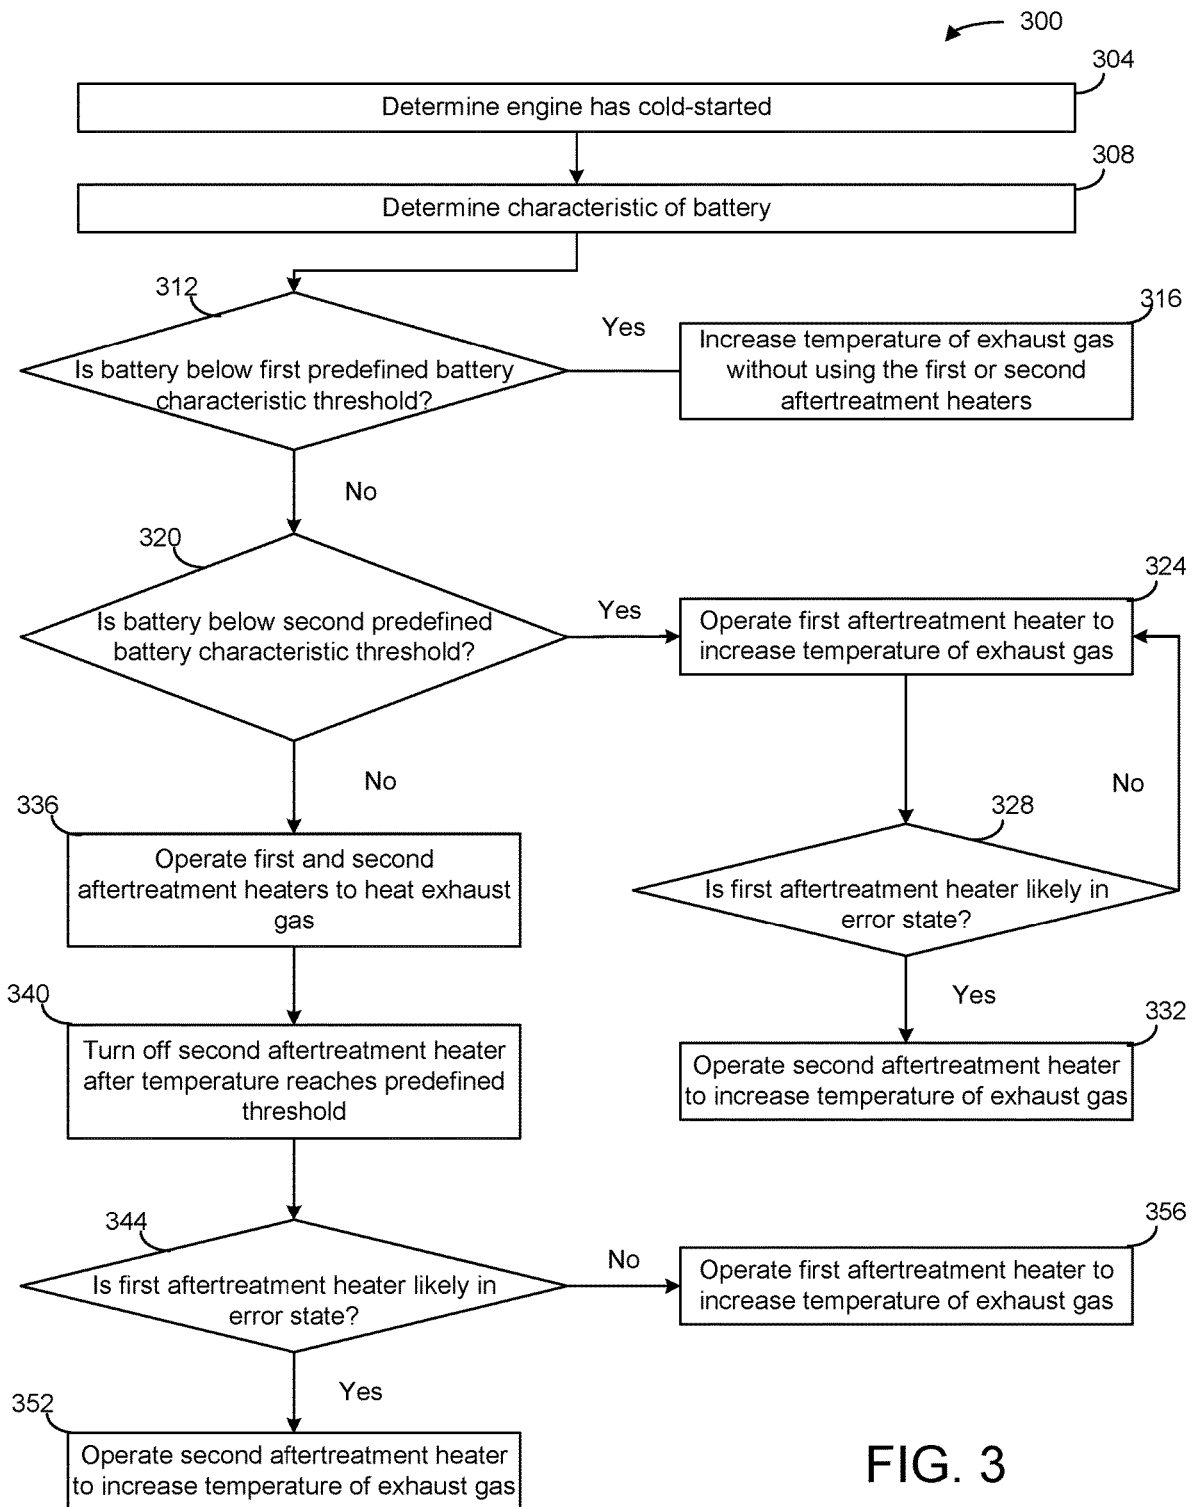 300
304
Determine engine has cold-started
308
Determine characteristic of battery
312
Is battery below first predefined battery
characteristic threshold?
Yes
316
Increase temperature of exhaust gas
without using the first or second
aftertreatment heaters
No
320
Is battery below second predefined
battery characteristic threshold?
Yes
324
Operate first aftertreatment heater to
increase temperature of exhaust gas
No
328
Is first aftertreatment heater likely in
error state?
No
Yes
332
Operate second aftertreatment heater
to increase temperature of exhaust gas
336
Operate first and second
aftertreatment heaters to heat exhaust
gas
340
Turn off second aftertreatment heater
after temperature reaches predefined
threshold
344
Is first aftertreatment heater likely in
error state?
No
356
Operate first aftertreatment heater to
increase temperature of exhaust gas
Yes
352
Operate second aftertreatment heater
to increase temperature of exhaust gas
FIG. 3